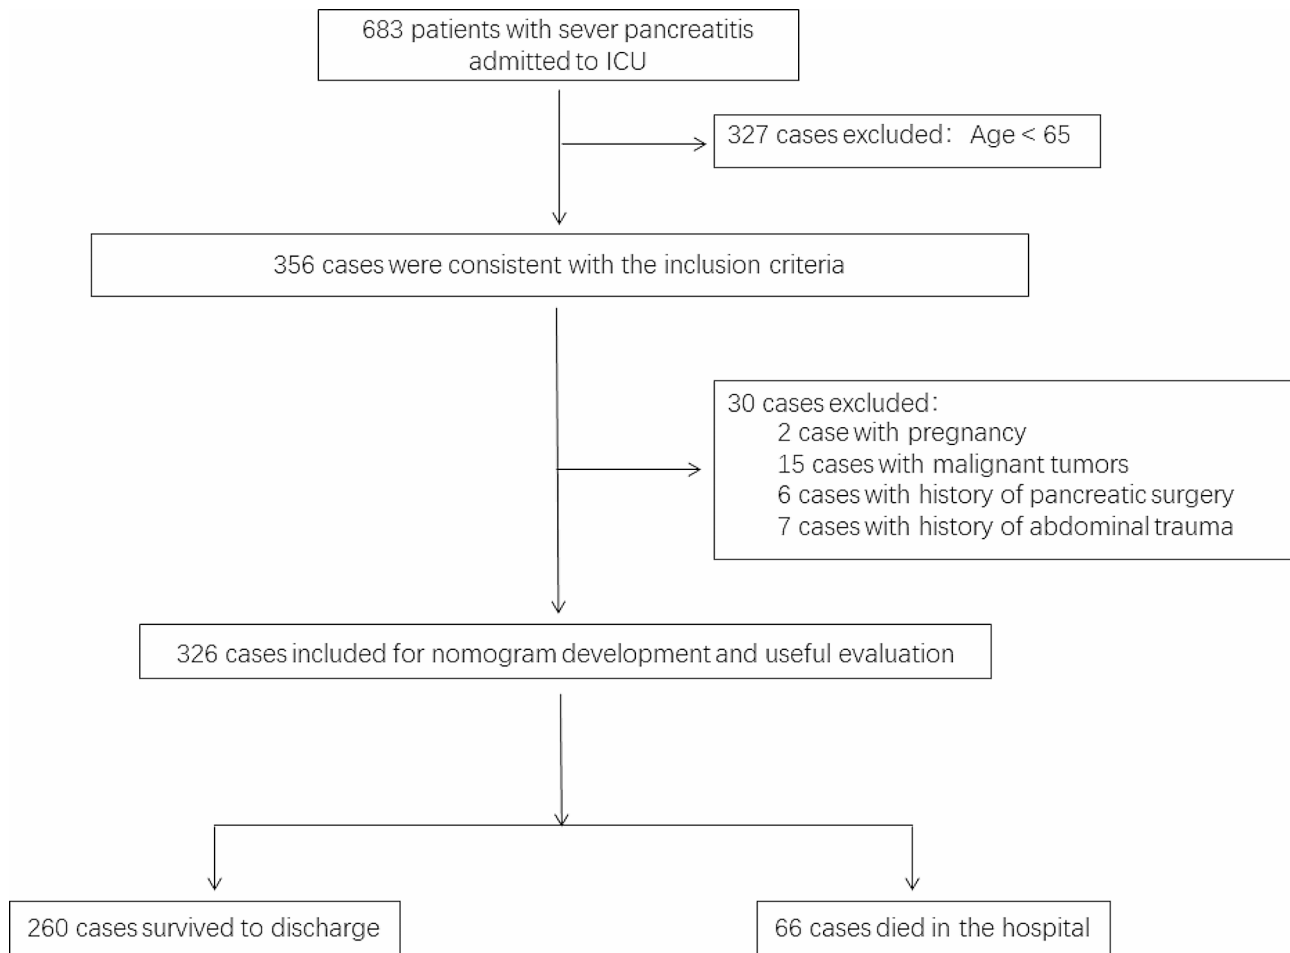 683 patients with sever pancreatitis
admitted to ICU
327 cases excluded： Age < 65
356 cases were consistent with the inclusion criteria
30 cases excluded：
2 case with pregnancy
15 cases with malignant tumors
6 cases with history of pancreatic surgery
7 cases with history of abdominal trauma
326 cases included for nomogram development and useful evaluation
260 cases survived to discharge
66 cases died in the hospital